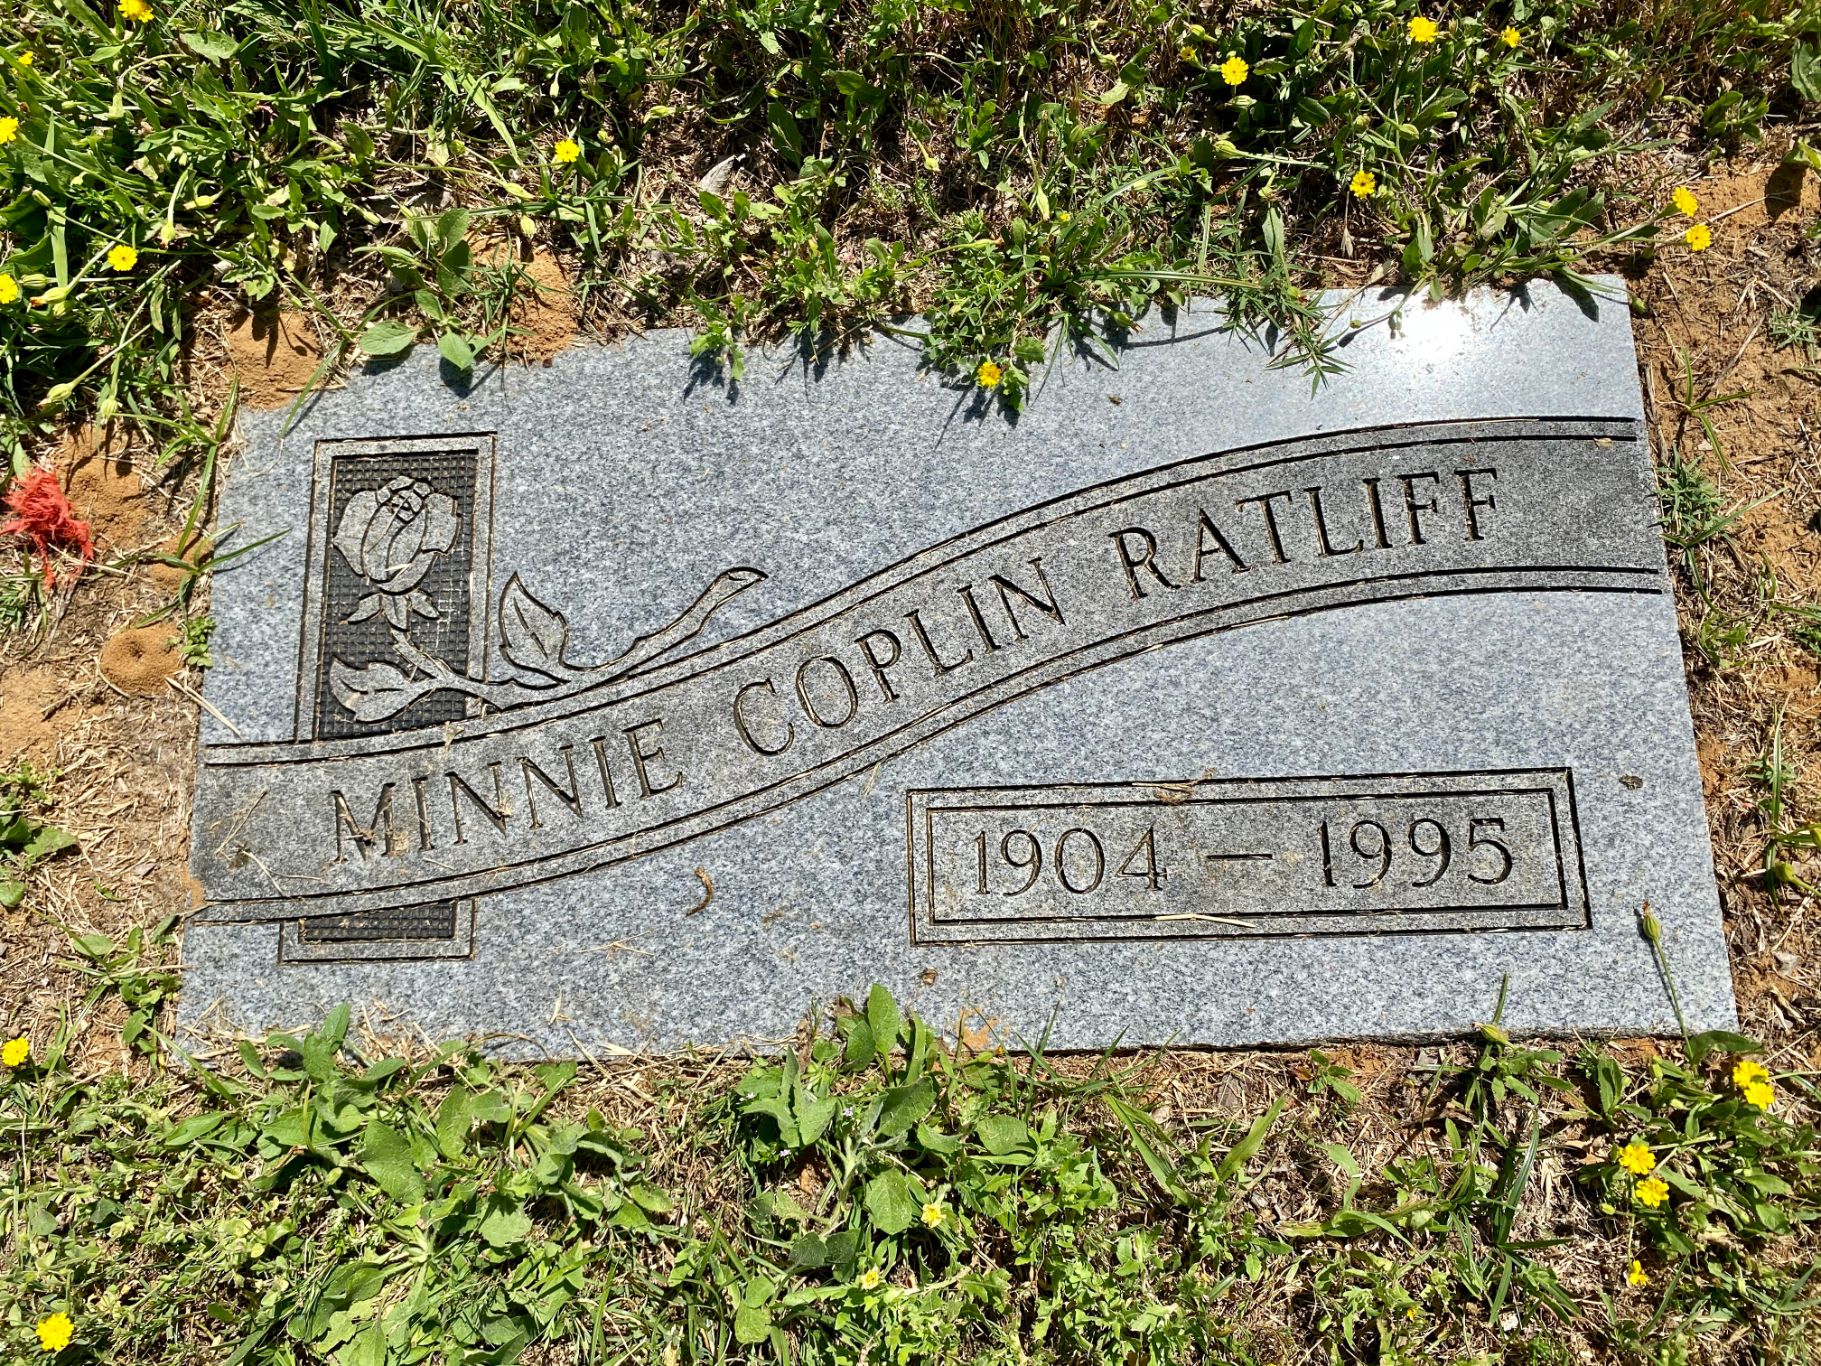 MINNIE COPLIN RATLIFF
1904 — 1995